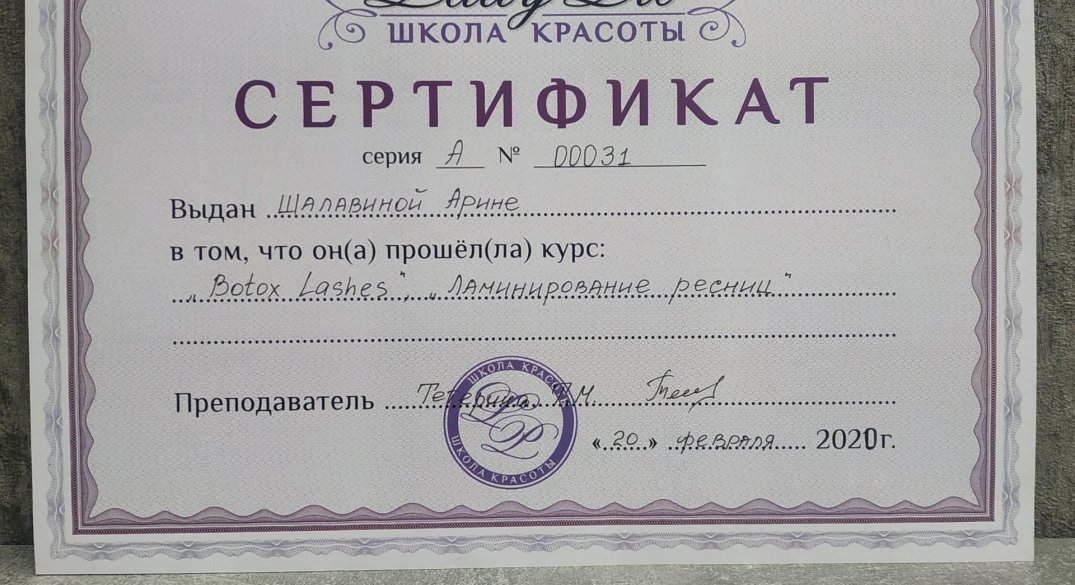 ШКОЛА КРАСОТЫ
СЕРТИФИКАТ
серия А № 00031
Выдан Шалавиной Арине
в том, что он(а) прошёл(ла) курс:
„Botox Lashes", „Ламинирование ресниц"
Преподаватель
ШКОЛА КРАСОТЫ
ШКОЛА КРАСОТЫ
«20» февраля 2020г.